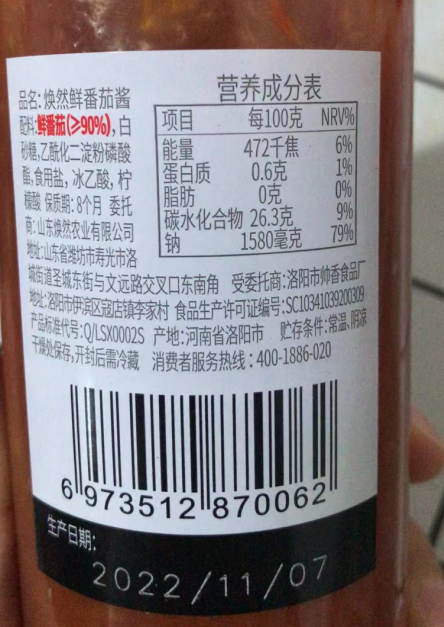 品名:焕然鲜番茄酱
配料:鲜番茄(≥90%),白
砂糖,乙酰化二淀粉磷酸
酯,食用盐,冰乙酸,柠
檬酸 保质期:8个月 委托
商:山东焕然农业有限公司
地址:山东省潍坊市寿光市洛
城街道圣城东街与文远路交叉口东南角 受委托商:洛阳市帅香食品厂
地址:洛阳市伊滨区寇店镇李家村 食品生产许可证编号:SC10341039200309
产品标准代号:Q/LSX0002S 产地:河南省洛阳市 贮存条件:常温,阴凉
干燥处保存,开封后需冷藏 消费者服务热线:400-1886-020
营养成分表
项目 每100克 NRV%
能量 472千焦 6%
蛋白质 0.6克 1%
脂肪 0克 0%
碳水化合物 26.3克 9%
钠 1580毫克 79%
6 973512 870062
生产日期:
2022/11/07